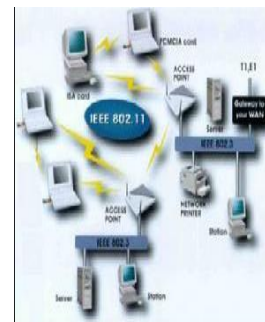 PCMCIA card
ISA card
ACCESS
POINT
T1,E1
IEEE 802.11
Server
Gateway to
your WAN
IEEE 802.3
NETWORK
PRINTER
Station
ACCESS
POINT
IEEE 802.3
Server
Station